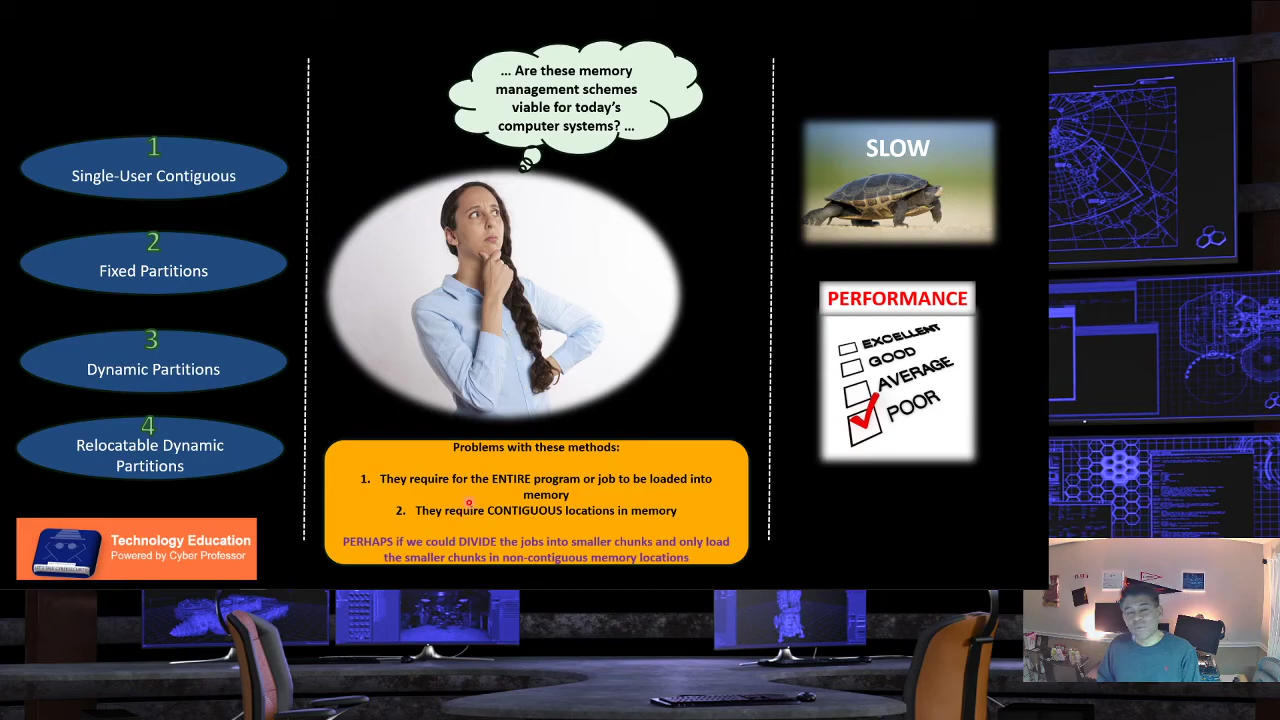 … Are these memory
management schemes
viable for today's
computer systems? …
1
Single-User Contiguous
2
Fixed Partitions
3
Dynamic Partitions
4
Relocatable Dynamic
Partitions
Problems with these methods:
1. They require for the ENTIRE program or job to be loaded into
memory
2. They require CONTIGUOUS locations in memory
PERHAPS if we could DIVIDE the jobs into smaller chunks and only load
the smaller chunks in non-contiguous memory locations
SLOW
PERFORMANCE
EXCELLENT
GOOD
AVERAGE
POOR
Technology Education
Powered by Cyber Professor